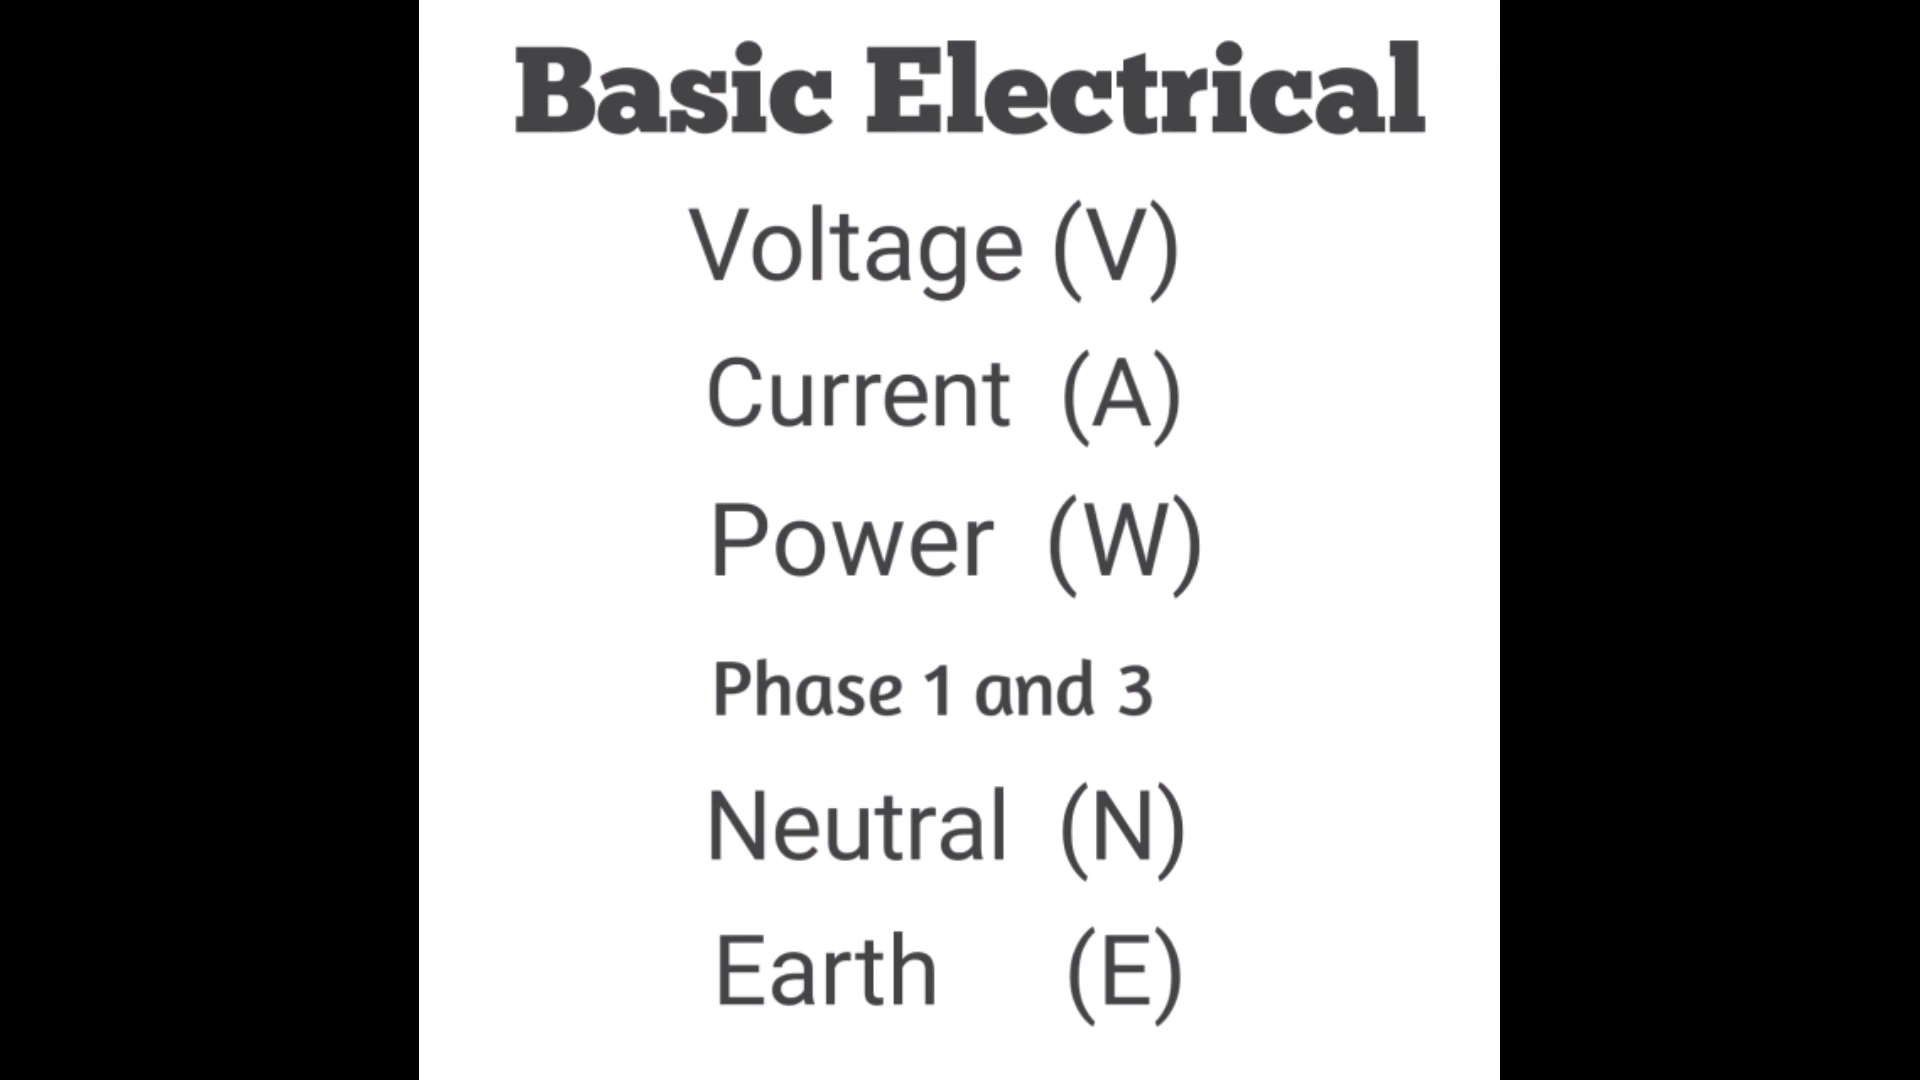 Basic Electrical
Voltage (V)
Current (A)
Power (W)
Phase 1 and 3
Neutral (N)
Earth (E)